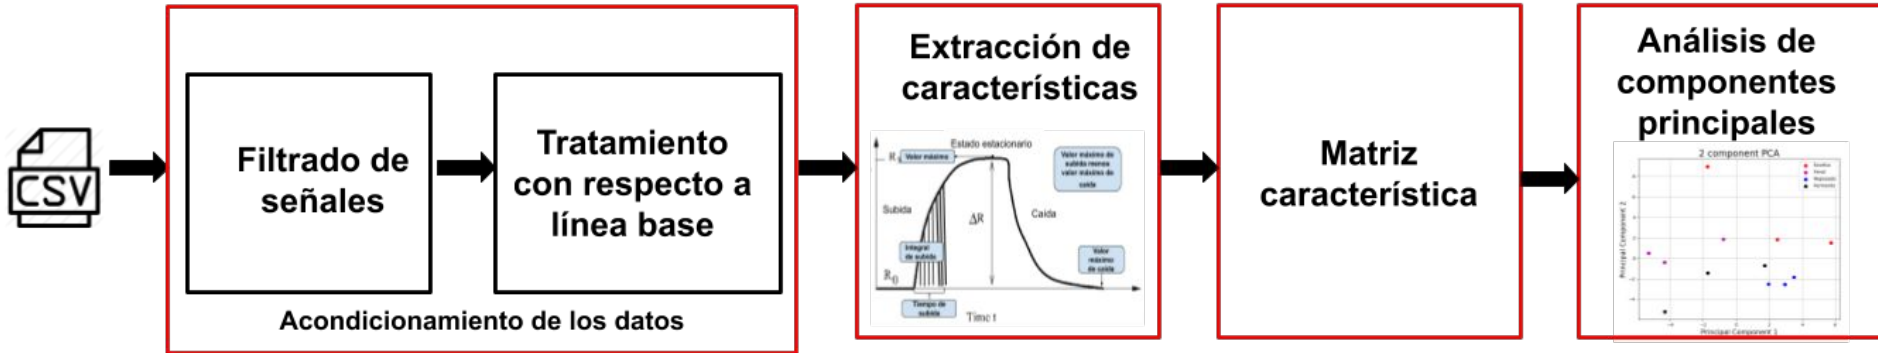 CSV
Filtrado de
señales
Tratamiento
con respecto a
línea base
Acondicionamiento de los datos
Extracción de
características
Estado estacionario
Valor máximo
Valor máximo de
subida menos
valor máximo de
caída
Subida
ΔR
Caída
Integral
de subida
Valor
máximo
de caída
R0
Tiempo de
subida
Time t
Matriz
característica
Análisis de
componentes
principales
2 component PCA
Principal Component 2
Principal Component 1